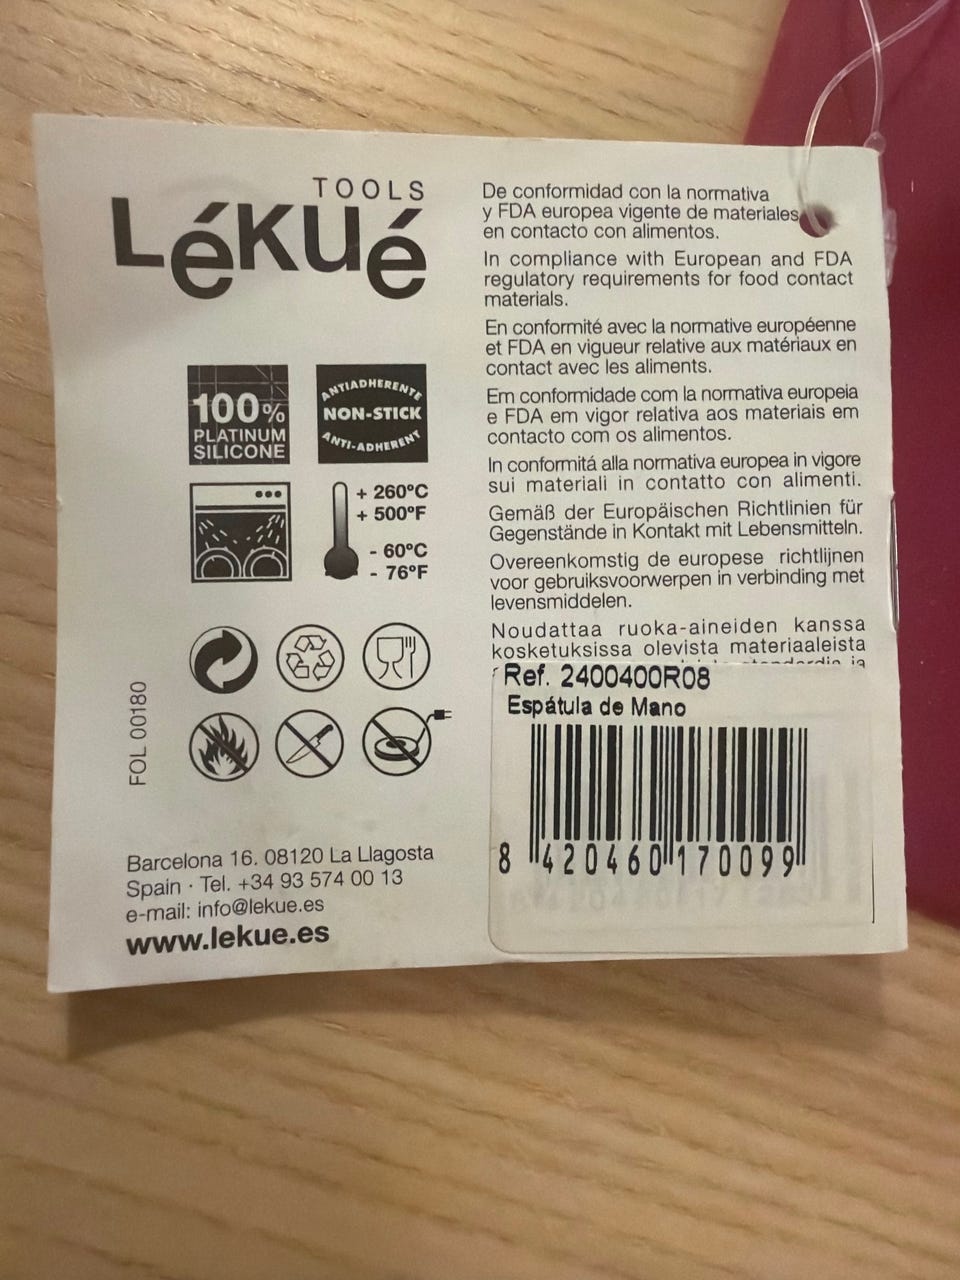 TOOLS
LéKUé
100%
PLATINUM
SILICONE
ANTIADHERENTE
NON-STICK
ANTI-ADHERENT
+ 260ºC
+ 500ºF
- 60ºC
- 76ºF
FOL 00180
Barcelona 16. 08120 La Llagosta
Spain · Tel. +34 93 574 00 13
e-mail: info@lekue.es
www.lekue.es
De conformidad con la normativa
y FDA europea vigente de materiales
en contacto con alimentos.
In compliance with European and FDA
regulatory requirements for food contact
materials.
En conformité avec la normative européenne
et FDA en vigueur relative aux matériaux en
contact avec les aliments.
Em conformidade com la normativa europeia
e FDA em vigor relativa aos materiais em
contacto com os alimentos.
In conformitá alla normativa europea in vigore
sui materiali in contatto con alimenti.
Gemäß der Europäischen Richtlinien für
Gegenstände in Kontakt mit Lebensmitteln.
Overeenkomstig de europese richtlijnen
voor gebruiksvoorwerpen in verbinding met
levensmiddelen.
Noudattaa ruoka-aineiden kanssa
kosketuksissa olevista materiaaleista
Ref. 2400400R08
Espátula de Mano
8 420460 170099